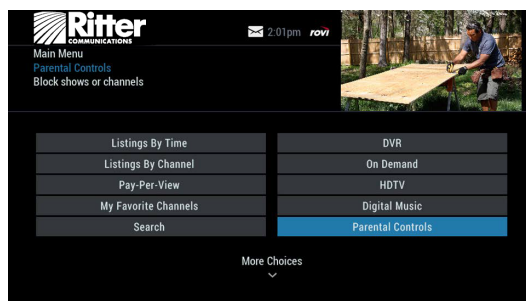 Ritter
COMMUNICATIONS
2:01pm rovi
Main Menu
Parental Controls
Block shows or channels
Listings By Time
DVR
Listings By Channel
On Demand
Pay-Per-View
HDTV
My Favorite Channels
Digital Music
Search
Parental Controls
More Choices